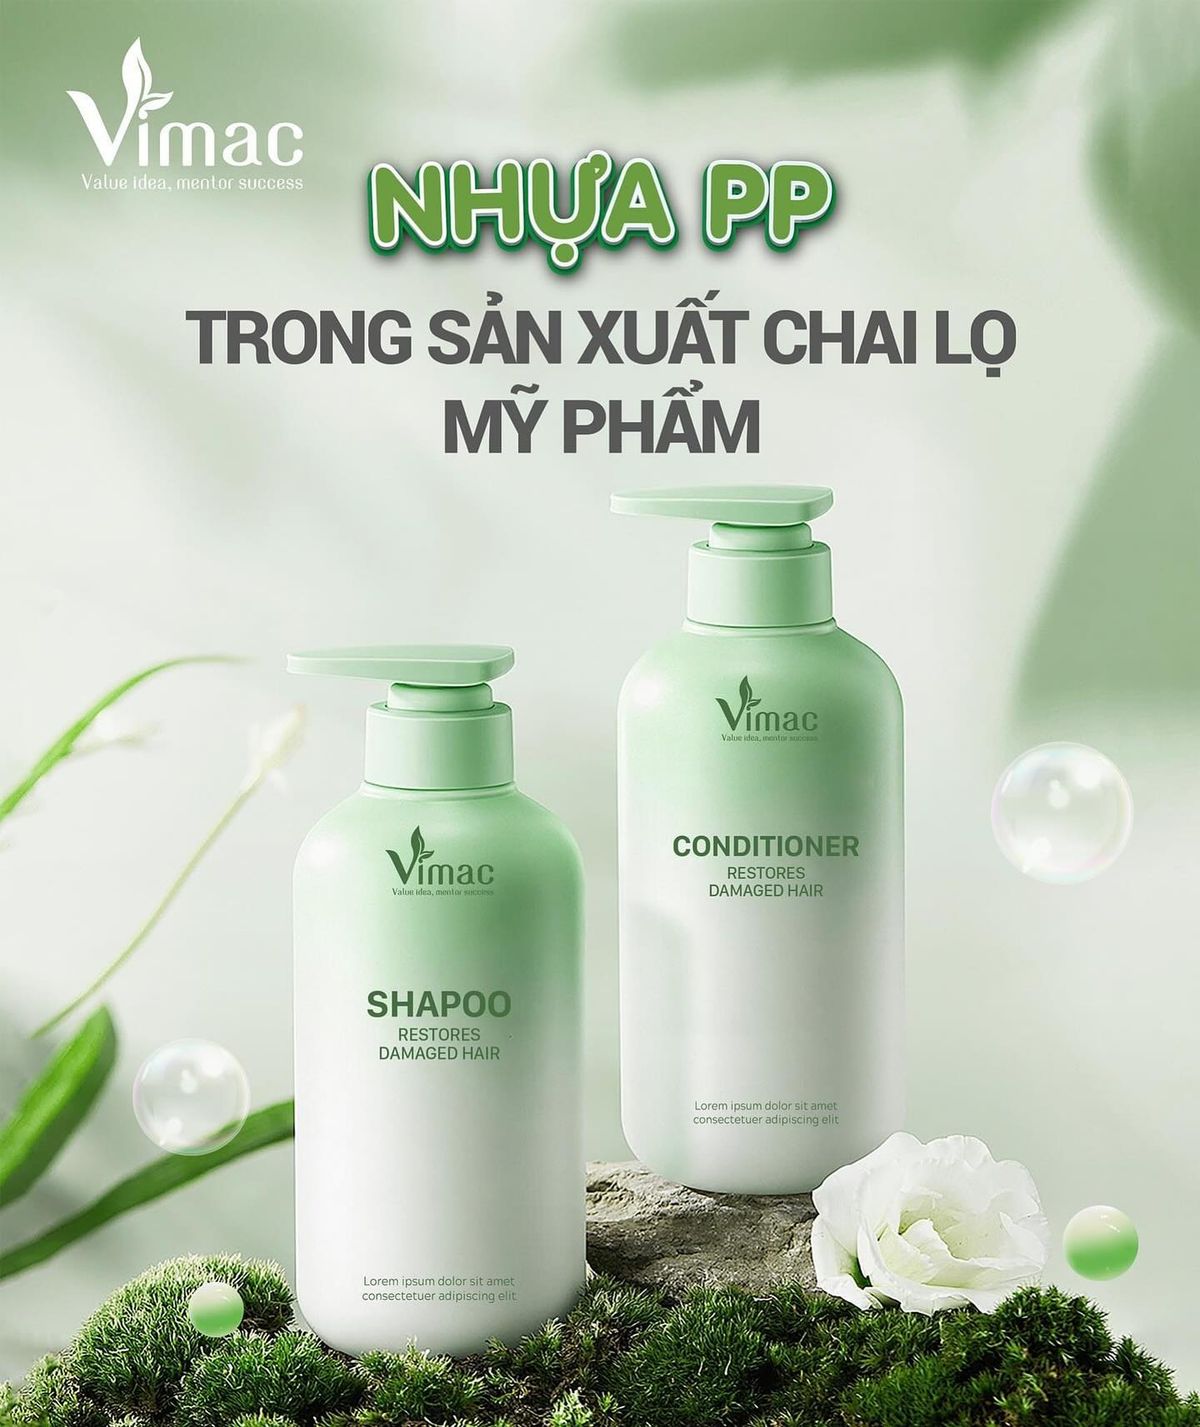 Vimac
Value idea, mentor success
NHỰA PP
TRONG SẢN XUẤT CHAI LỌ
MỸ PHẨM
Vimac
Value idea, mentor success
CONDITIONER
RESTORES
DAMAGED HAIR
Lorem ipsum dolor sit amet
consectetuer adipiscing elit
Vimac
Value idea, mentor success
SHAPOO
RESTORES
DAMAGED HAIR
Lorem ipsum dolor sit amet
consectetuer adipiscing elit